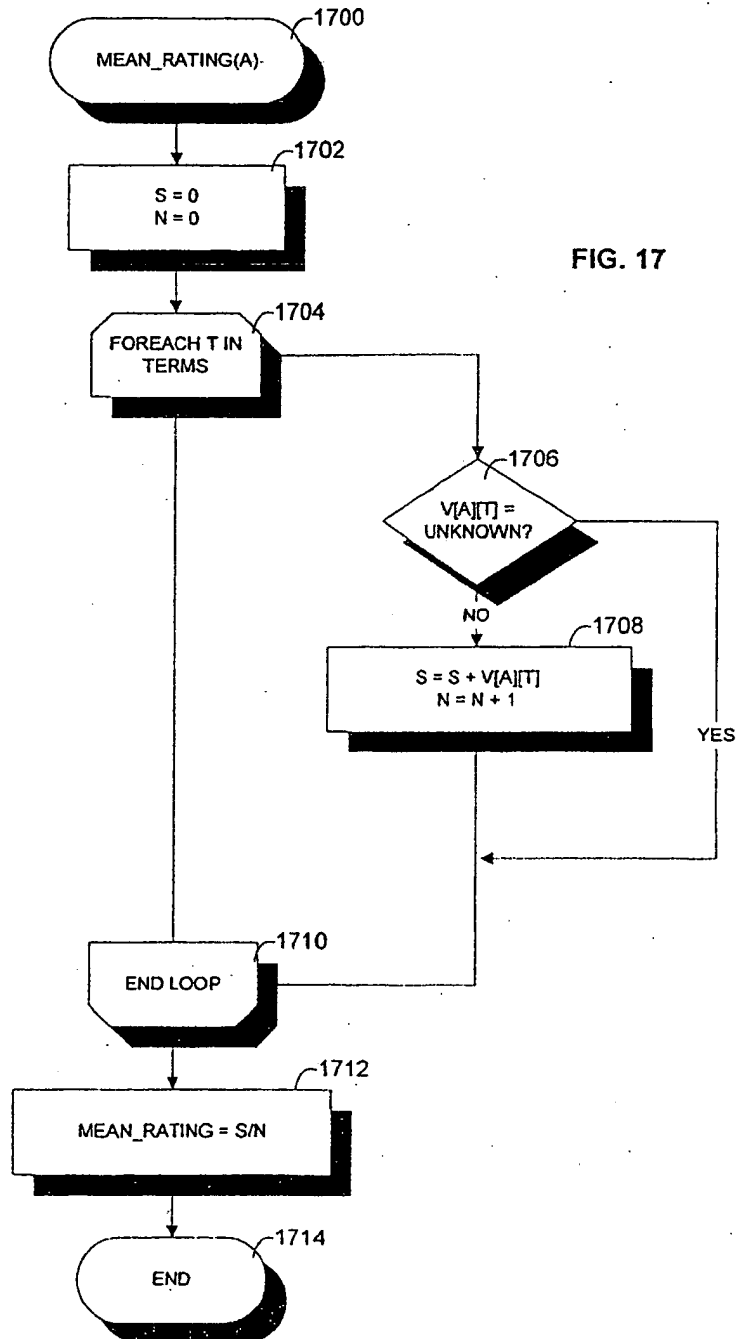 1700
MEAN_RATING(A)
1702
S = 0
N = 0
FIG. 17
1704
FOREACH T IN
TERMS
1706
V[A][T] =
UNKNOWN?
NO
1708
S = S + V[A][T]
N = N + 1
YES
1710
END LOOP
1712
MEAN_RATING = S/N
1714
END